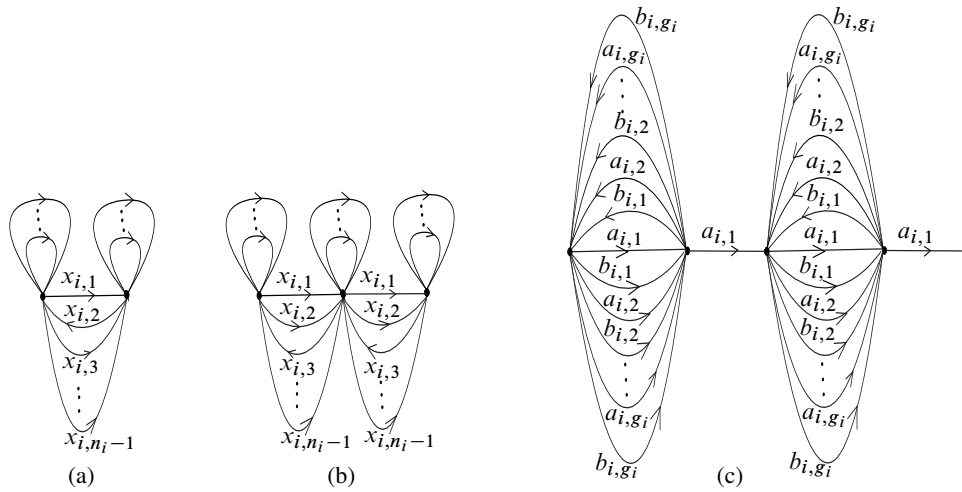 x_{i,1}
x_{i,2}
x_{i,3}
x_{i,n_i−1}
(a)
x_{i,1} x_{i,1}
x_{i,2} x_{i,2}
x_{i,3} x_{i,3}
x_{i,n_i−1} x_{i,n_i−1}
(b)
b_{i,g_i} b_{i,g_i}
a_{i,g_i} a_{i,g_i}
b_{i,2} b_{i,2}
a_{i,2} a_{i,2}
b_{i,1} b_{i,1}
a_{i,1} a_{i,1} a_{i,1} a_{i,1}
b_{i,1} b_{i,1}
a_{i,2} a_{i,2}
b_{i,2} b_{i,2}
a_{i,g_i} a_{i,g_i}
b_{i,g_i} b_{i,g_i}
(c)